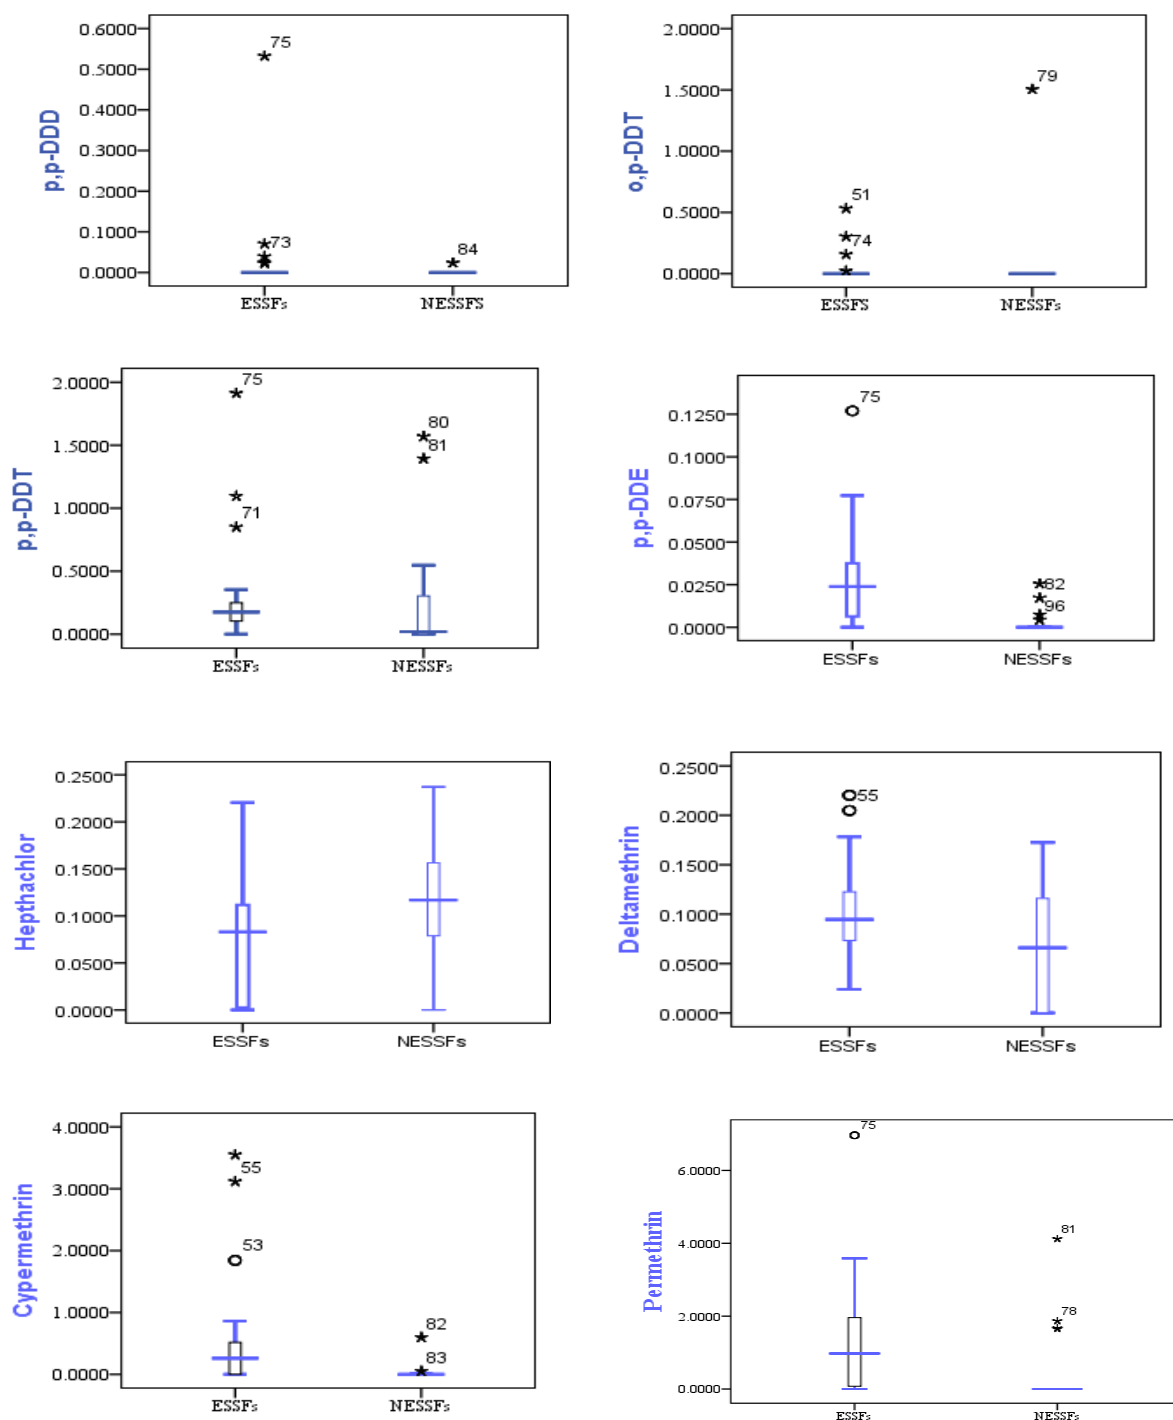 p,p-DDD
0.6000
0.5000
0.4000
0.3000
0.2000
0.1000
0.0000
75
73
84
ESSFs
NESSFS
o,p-DDT
2.0000
1.5000
1.0000
0.5000
0.0000
79
51
74
ESSFS
NESSFs
p,p-DDT
2.0000
1.5000
1.0000
0.5000
0.0000
75
71
80
81
ESSFs
NESSFs
p,p-DDE
0.1250
0.1000
0.0750
0.0500
0.0250
0.0000
75
82
96
ESSFs
NESSFs
Hepthachlor
0.2500
0.2000
0.1500
0.1000
0.0500
0.0000
ESSFs
NESSFs
Deltamethrin
0.2500
0.2000
0.1500
0.1000
0.0500
0.0000
55
ESSFs
NESSFs
Cypermethrin
4.0000
3.0000
2.0000
1.0000
0.0000
55
53
82
83
ESSFs
NESSFs
Permethrin
6.0000
4.0000
2.0000
0.0000
75
81
78
ESSFs
NESSFs